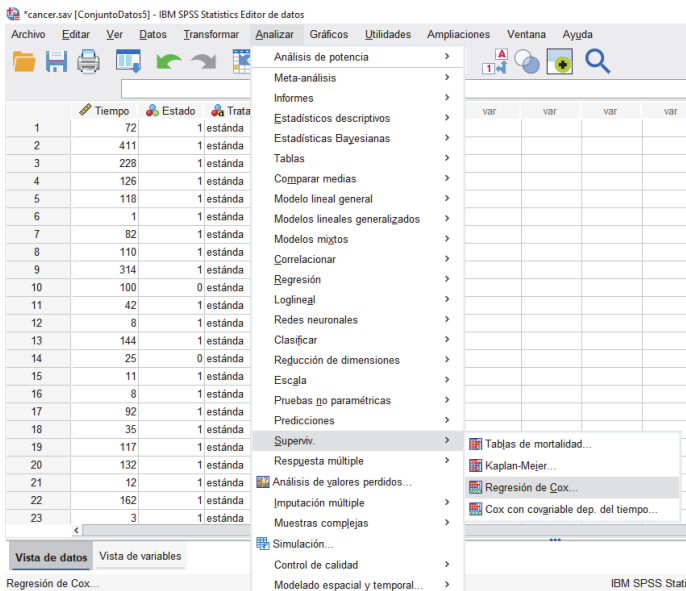 *cancer.sav [ConjuntoDatos5] - IBM SPSS Statistics Editor de datos
Archivo Editar Ver Datos Transformar Analizar Gráficos Utilidades Ampliaciones Ventana Ayuda
Análisis de potencia
Meta-análisis
Informes
Estadísticos descriptivos
Estadísticas Bayesianas
Tablas
Comparar medias
Modelo lineal general
Modelos lineales generalizados
Modelos mixtos
Correlacionar
Regresión
Loglineal
Redes neuronales
Clasificar
Reducción de dimensiones
Escala
Pruebas no paramétricas
Predicciones
Superviv.
Respuesta múltiple
Análisis de valores perdidos...
Imputación múltiple
Muestras complejas
Simulación...
Control de calidad
Modelado espacial y temporal...
Tablas de mortalidad...
Kaplan-Meier...
Regresión de Cox...
Cox con covariable dep. del tiempo...
A
1 4
Tiempo Estado Trata var var var var
1 72 1 estánda
2 411 1 estánda
3 228 1 estánda
4 126 1 estánda
5 118 1 estánda
6 1 1 estánda
7 82 1 estánda
8 110 1 estánda
9 314 1 estánda
10 100 0 estánda
11 42 1 estánda
12 8 1 estánda
13 144 1 estánda
14 25 0 estánda
15 11 1 estánda
16 8 1 estánda
17 92 1 estánda
18 35 1 estánda
19 117 1 estánda
20 132 1 estánda
21 12 1 estánda
22 162 1 estánda
23 3 1 estánda
Vista de datos Vista de variables
Regresión de Cox... IBM SPSS Stati